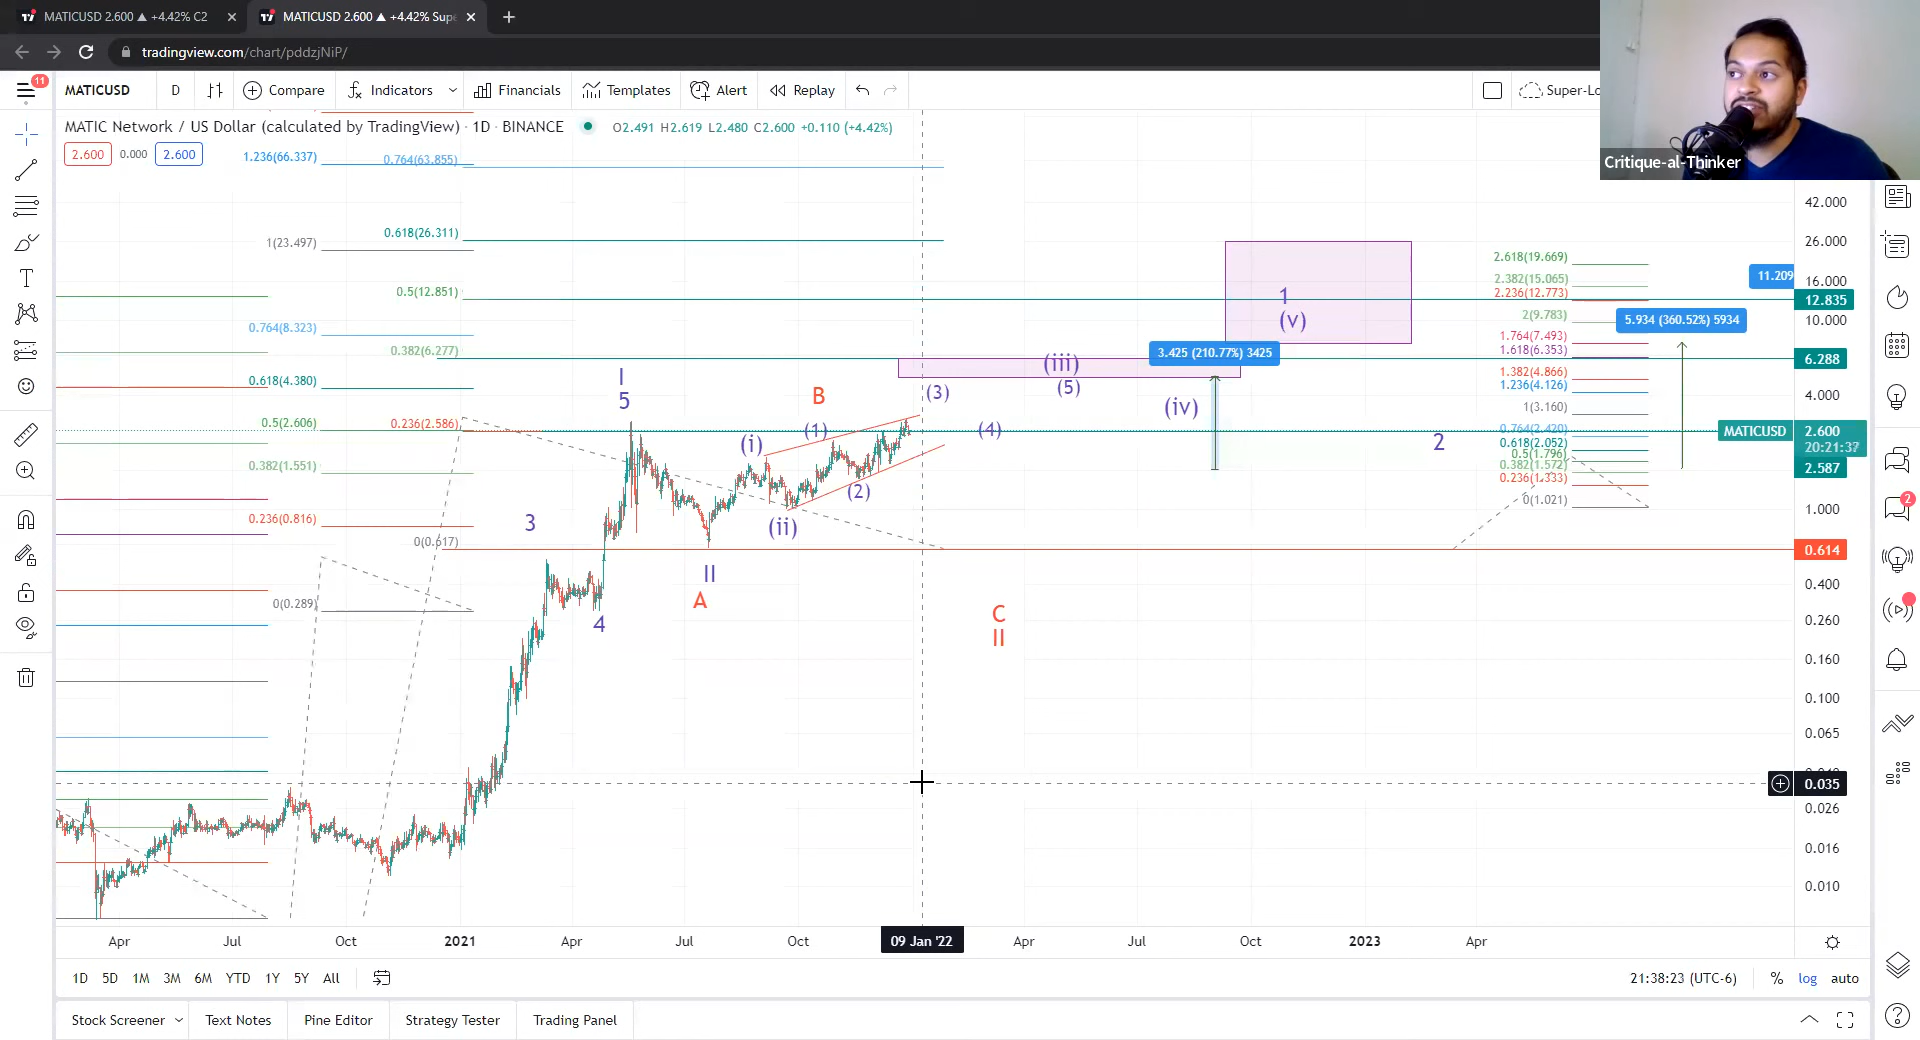 MATICUSD 2.600 ▲ +4.42% C2
MATICUSD 2.600 ▲ +4.42% Supe
tradingview.com/chart/pddzjNiP/
11
MATICUSD
D
Compare
Indicators
Financials
Templates
Alert
Replay
Super-Lo
MATIC Network / US Dollar (calculated by TradingView) · 1D · BINANCE
O2.491 H2.619 L2.480 C2.600 +0.110 (+4.42%)
2.600
0.000
2.600
Critique-al-Thinker
1.236(66.337)
0.764(63.855)
0.618(26.311)
1(23.497)
0.5(12.851)
0.764(8.323)
0.382(6.277)
0.618(4.380)
0.5(2.606)
0.236(2.586)
0.382(1.551)
0.236(0.816)
0(0.617)
0(0.289)
I
5
3
4
II
A
B
(i)
(ii)
(1)
(2)
(3)
(4)
(iii)
(5)
(iv)
1
(v)
2
C
II
3.425 (210.77%) 3425
5.934 (360.52%) 5934
11.209
2.618(19.669)
2.382(15.065)
2.236(12.773)
2(9.783)
1.764(7.493)
1.618(6.353)
1.382(4.866)
1.236(4.126)
1(3.160)
0.764(2.420)
0.618(2.052)
0.5(1.796)
0.382(1.572)
0.236(1.333)
0(1.021)
42.000
26.000
16.000
12.835
10.000
6.288
4.000
MATICUSD
2.600
20:21:37
2.587
1.000
0.614
0.400
0.260
0.160
0.100
0.065
0.035
0.026
0.016
0.010
2
Apr
Jul
Oct
2021
Apr
Jul
Oct
09 Jan '22
Apr
Jul
Oct
2023
Apr
1D
5D
1M
3M
6M
YTD
1Y
5Y
All
21:38:23 (UTC-6)
%
log
auto
Stock Screener
Text Notes
Pine Editor
Strategy Tester
Trading Panel